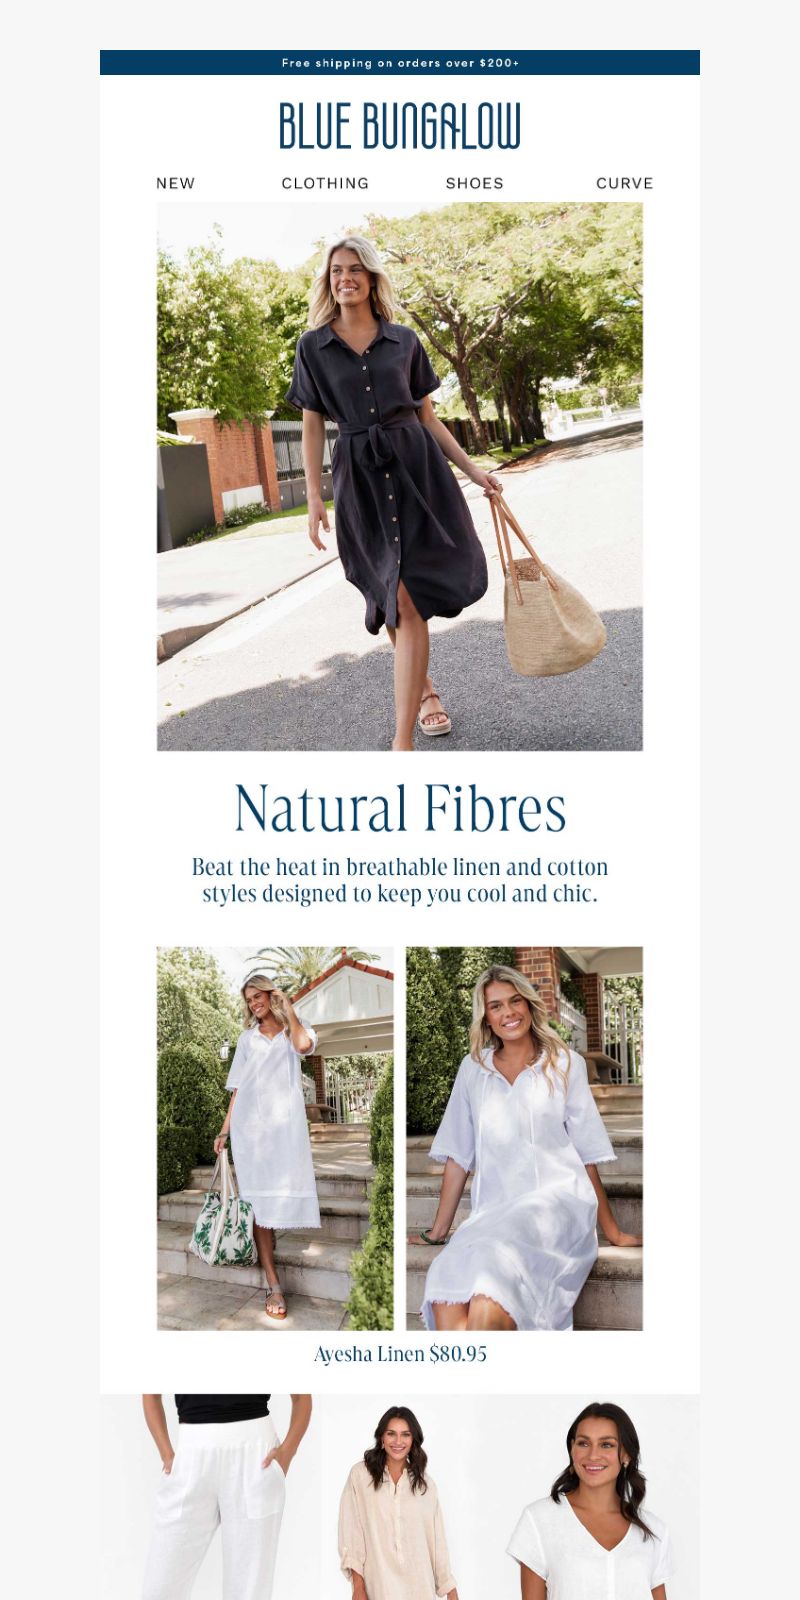 Free shipping on orders over $200+
BLUE BUNGALOW
NEW CLOTHING SHOES CURVE
Natural Fibres
Beat the heat in breathable linen and cotton
styles designed to keep you cool and chic.
Ayesha Linen $80.95